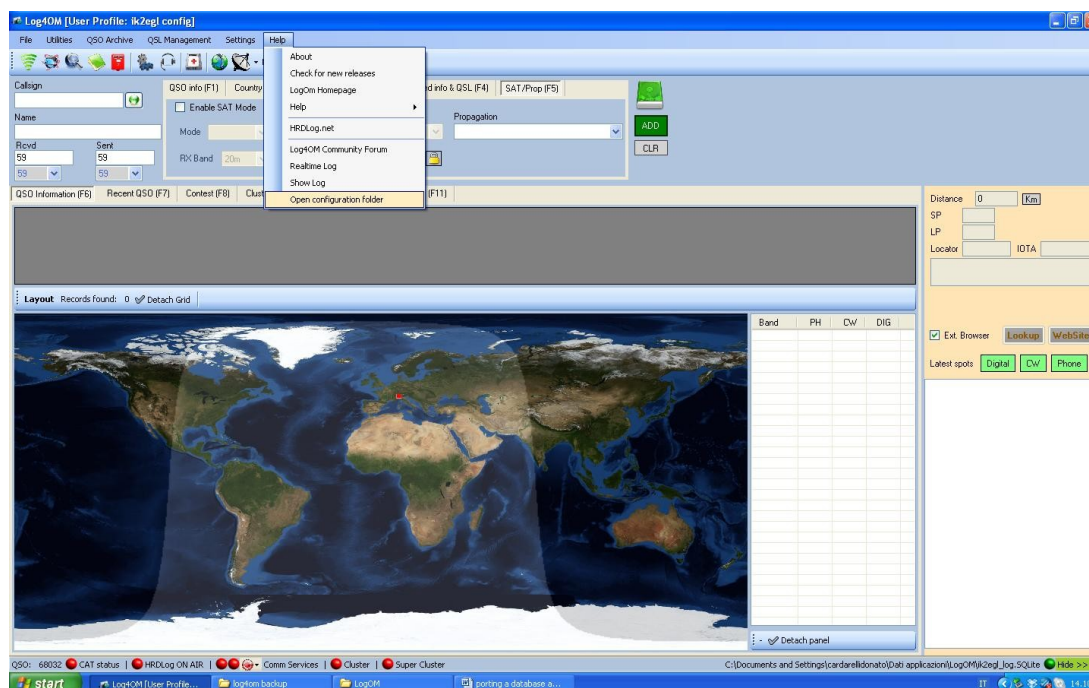 Log4OM [User Profile: ik2egl config]
File Utilities QSO Archive QSL Management Settings Help
About
Check for new releases
LogOm Homepage
Help
HRDLog.net
Log4OM Community Forum
Realtime Log
Show Log
Open configuration folder
Callsign
Name
Rcvd Sent
59 59
59 59
QSO info (F1) Country ed info & QSL (F4) SAT/Prop (F5)
Enable SAT Mode
Mode
RX Band 20m
Propagation
ADD
CLR
QSO Information (F6) Recent QSO (F7) Contest (F8) Clust (F11)
Layout Records found: 0 Detach Grid
Band PH CW DIG
- Detach panel
Distance 0 Km
SP
LP
Locator IOTA
Ext. Browser Lookup WebSite
Latest spots Digital CW Phone
QSO: 68032 CAT status | HRDLog ON AIR | - Comm Services | Cluster | Super Cluster
C:\Documents and Settings\cardarellidonato\Dati applicazioni\LogOM\ik2egl_log.SQLite Hide >>
start Log4OM [User Profile... log4om backup LogOM porting a database a... IT